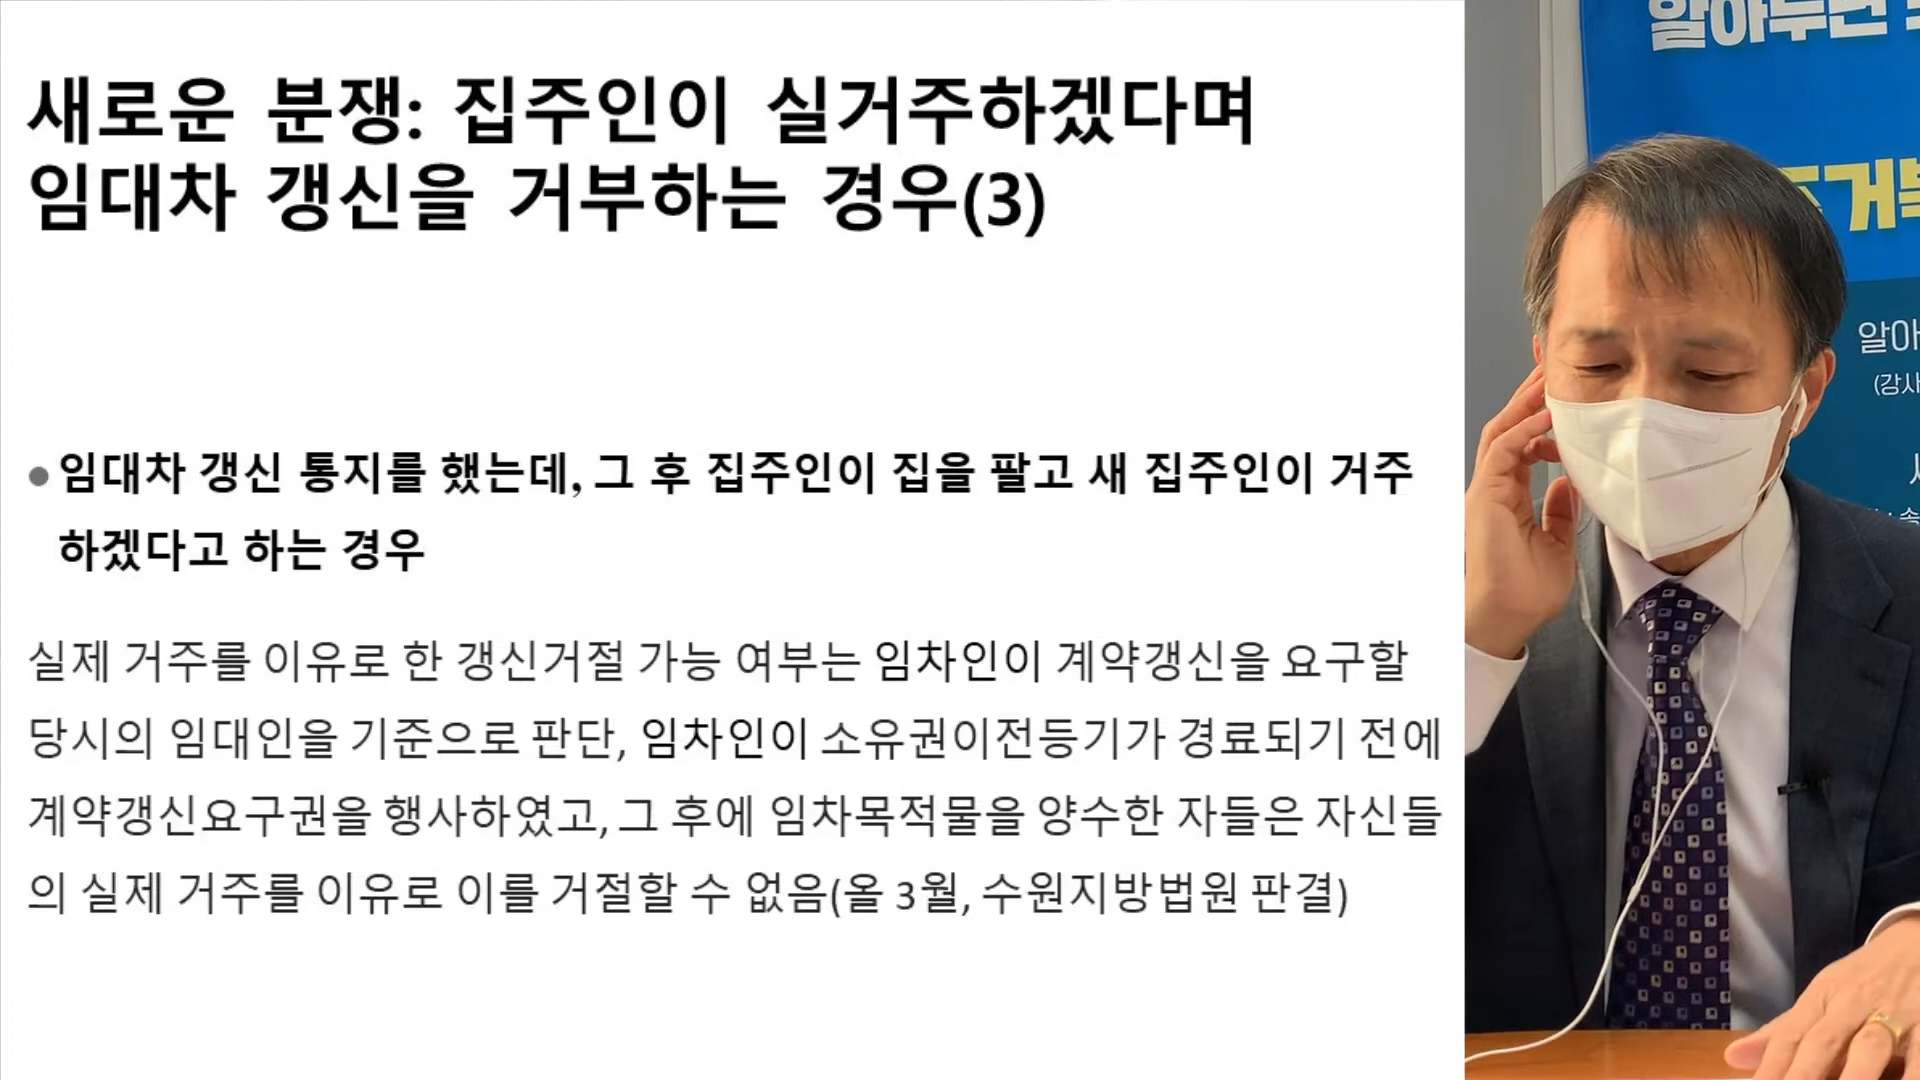 새로운 분쟁: 집주인이 실거주하겠다며
임대차 갱신을 거부하는 경우(3)
● 임대차 갱신 통지를 했는데, 그 후 집주인이 집을 팔고 새 집주인이 거주
하겠다고 하는 경우
실제 거주를 이유로 한 갱신거절 가능 여부는 임차인이 계약갱신을 요구할
당시의 임대인을 기준으로 판단, 임차인이 소유권이전등기가 경료되기 전에
계약갱신요구권을 행사하였고, 그 후에 임차목적물을 양수한 자들은 자신들
의 실제 거주를 이유로 이를 거절할 수 없음(올 3월, 수원지방법원 판결)
알아두면
거
알아
(강사